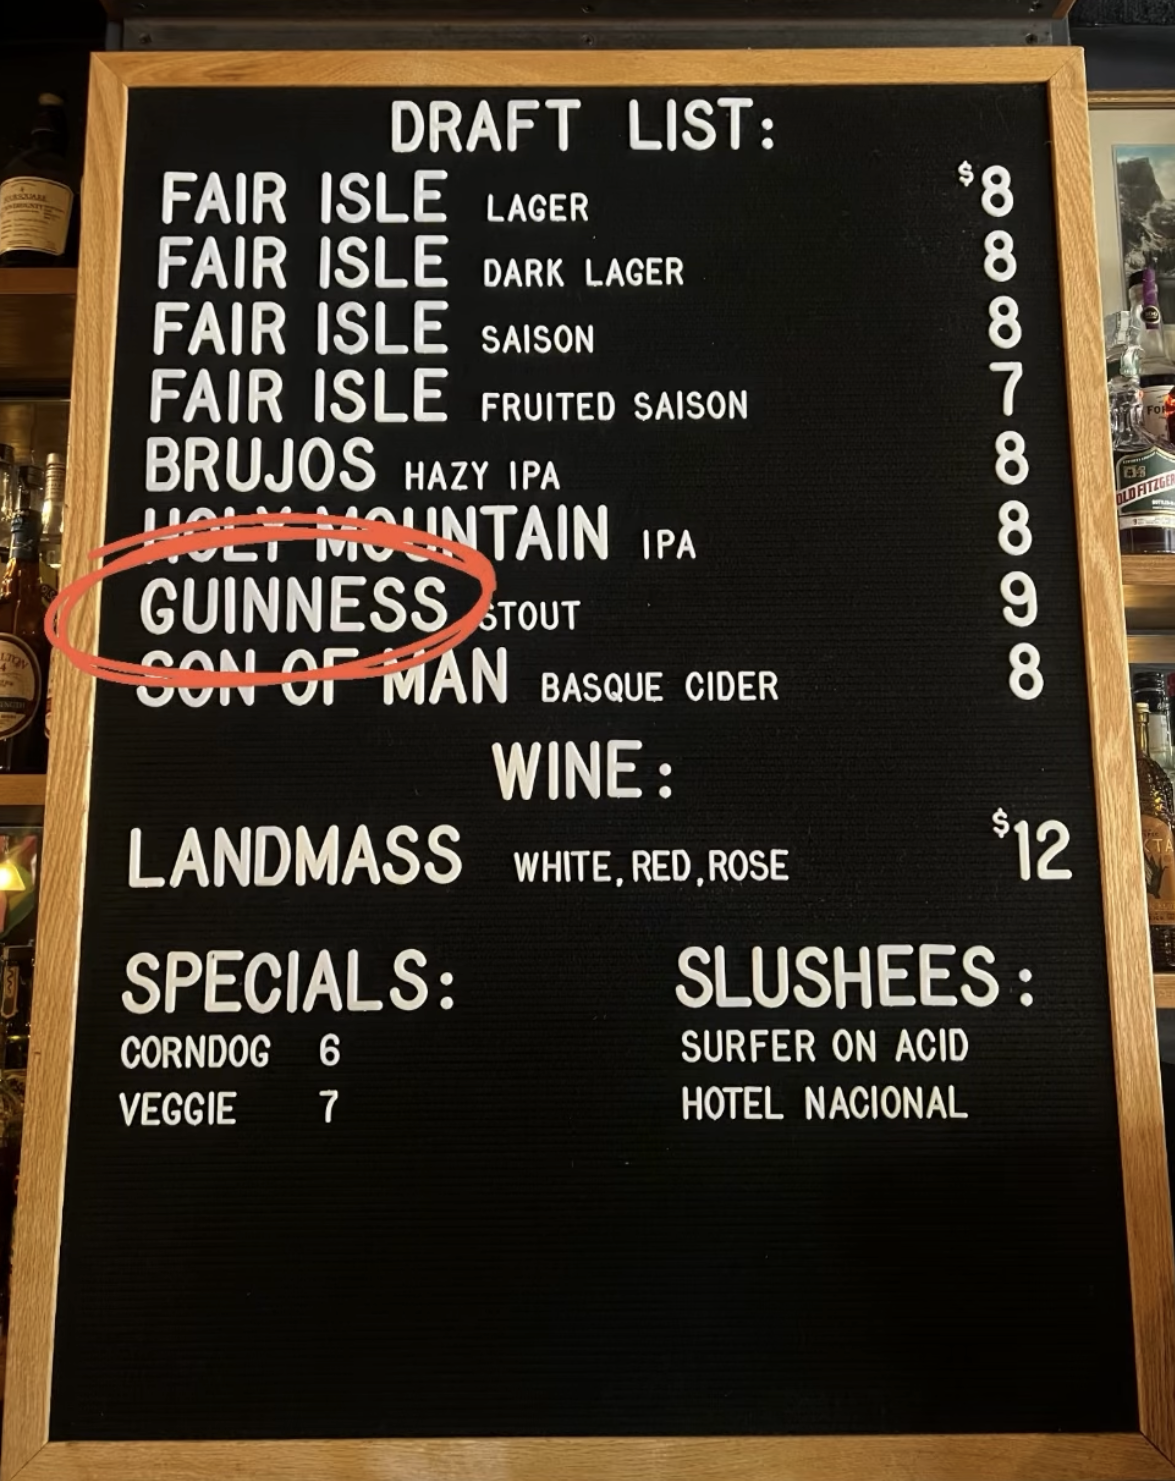 DRAFT LIST:
FAIR ISLE LAGER $8
FAIR ISLE DARK LAGER 8
FAIR ISLE SAISON 8
FAIR ISLE FRUITED SAISON 7
BRUJOS HAZY IPA 8
HOLY MOUNTAIN IPA 8
GUINNESS STOUT 9
SON OF MAN BASQUE CIDER 8
WINE:
LANDMASS WHITE, RED, ROSE $12
SPECIALS:
CORNDOG 6
VEGGIE 7
SLUSHEES:
SURFER ON ACID
HOTEL NACIONAL